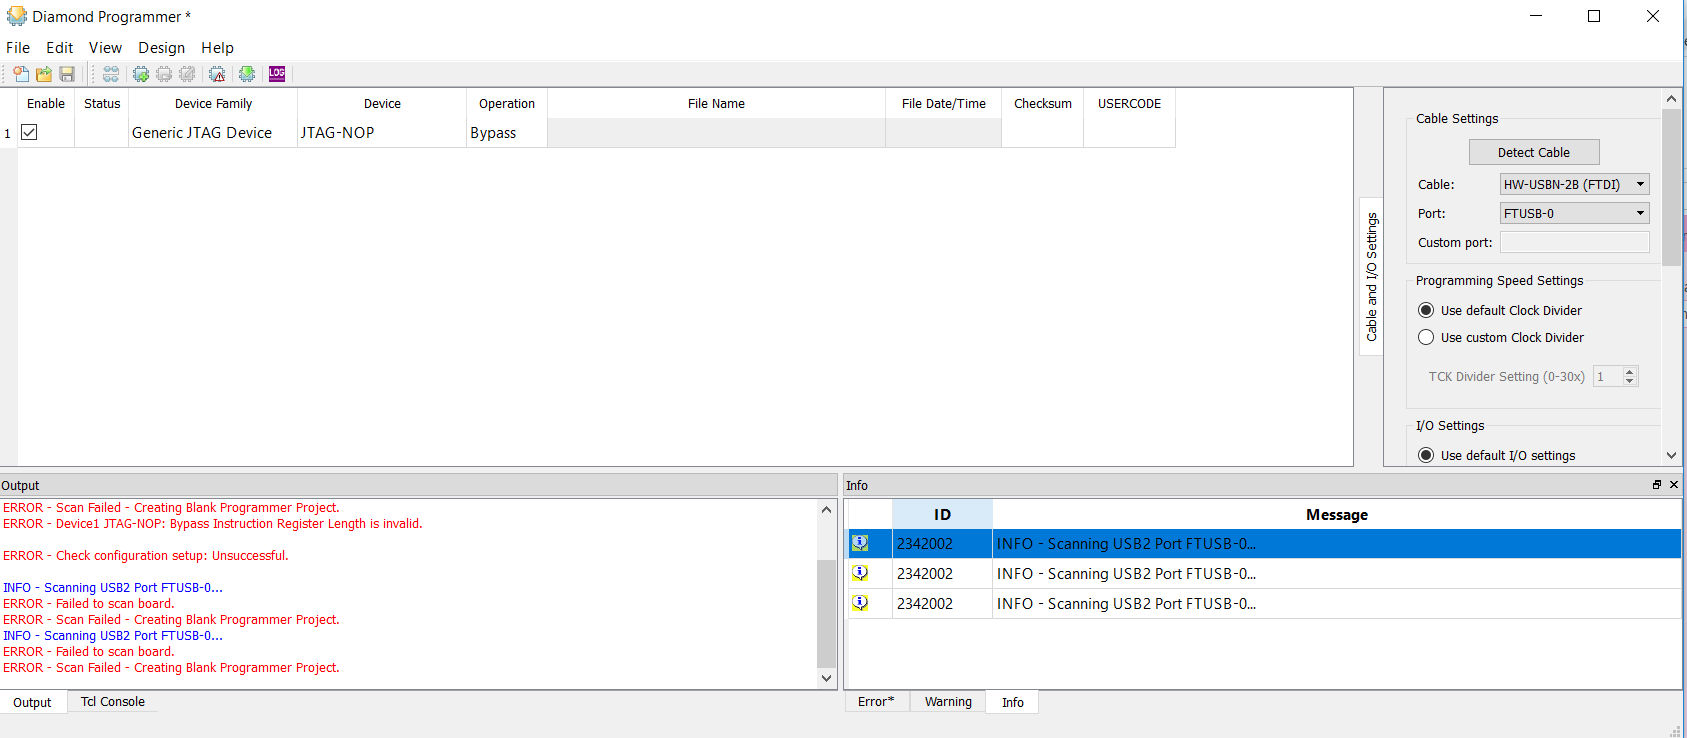 Diamond Programmer *
File Edit View Design Help
LOG
Enable Status Device Family Device Operation File Name File Date/Time Checksum USERCODE
1 Generic JTAG Device JTAG-NOP Bypass
Cable and I/O Settings
Cable Settings
Detect Cable
Cable: HW-USBN-2B (FTDI)
Port: FTUSB-0
Custom port:
Programming Speed Settings
Use default Clock Divider
Use custom Clock Divider
TCK Divider Setting (0-30x) 1
I/O Settings
Use default I/O settings
Output
ERROR - Scan Failed - Creating Blank Programmer Project.
ERROR - Device1 JTAG-NOP: Bypass Instruction Register Length is invalid.
ERROR - Check configuration setup: Unsuccessful.
INFO - Scanning USB2 Port FTUSB-0...
ERROR - Failed to scan board.
ERROR - Scan Failed - Creating Blank Programmer Project.
INFO - Scanning USB2 Port FTUSB-0...
ERROR - Failed to scan board.
ERROR - Scan Failed - Creating Blank Programmer Project.
Output Tcl Console
Info
ID Message
2342002 INFO - Scanning USB2 Port FTUSB-0...
2342002 INFO - Scanning USB2 Port FTUSB-0...
2342002 INFO - Scanning USB2 Port FTUSB-0...
Error* Warning Info